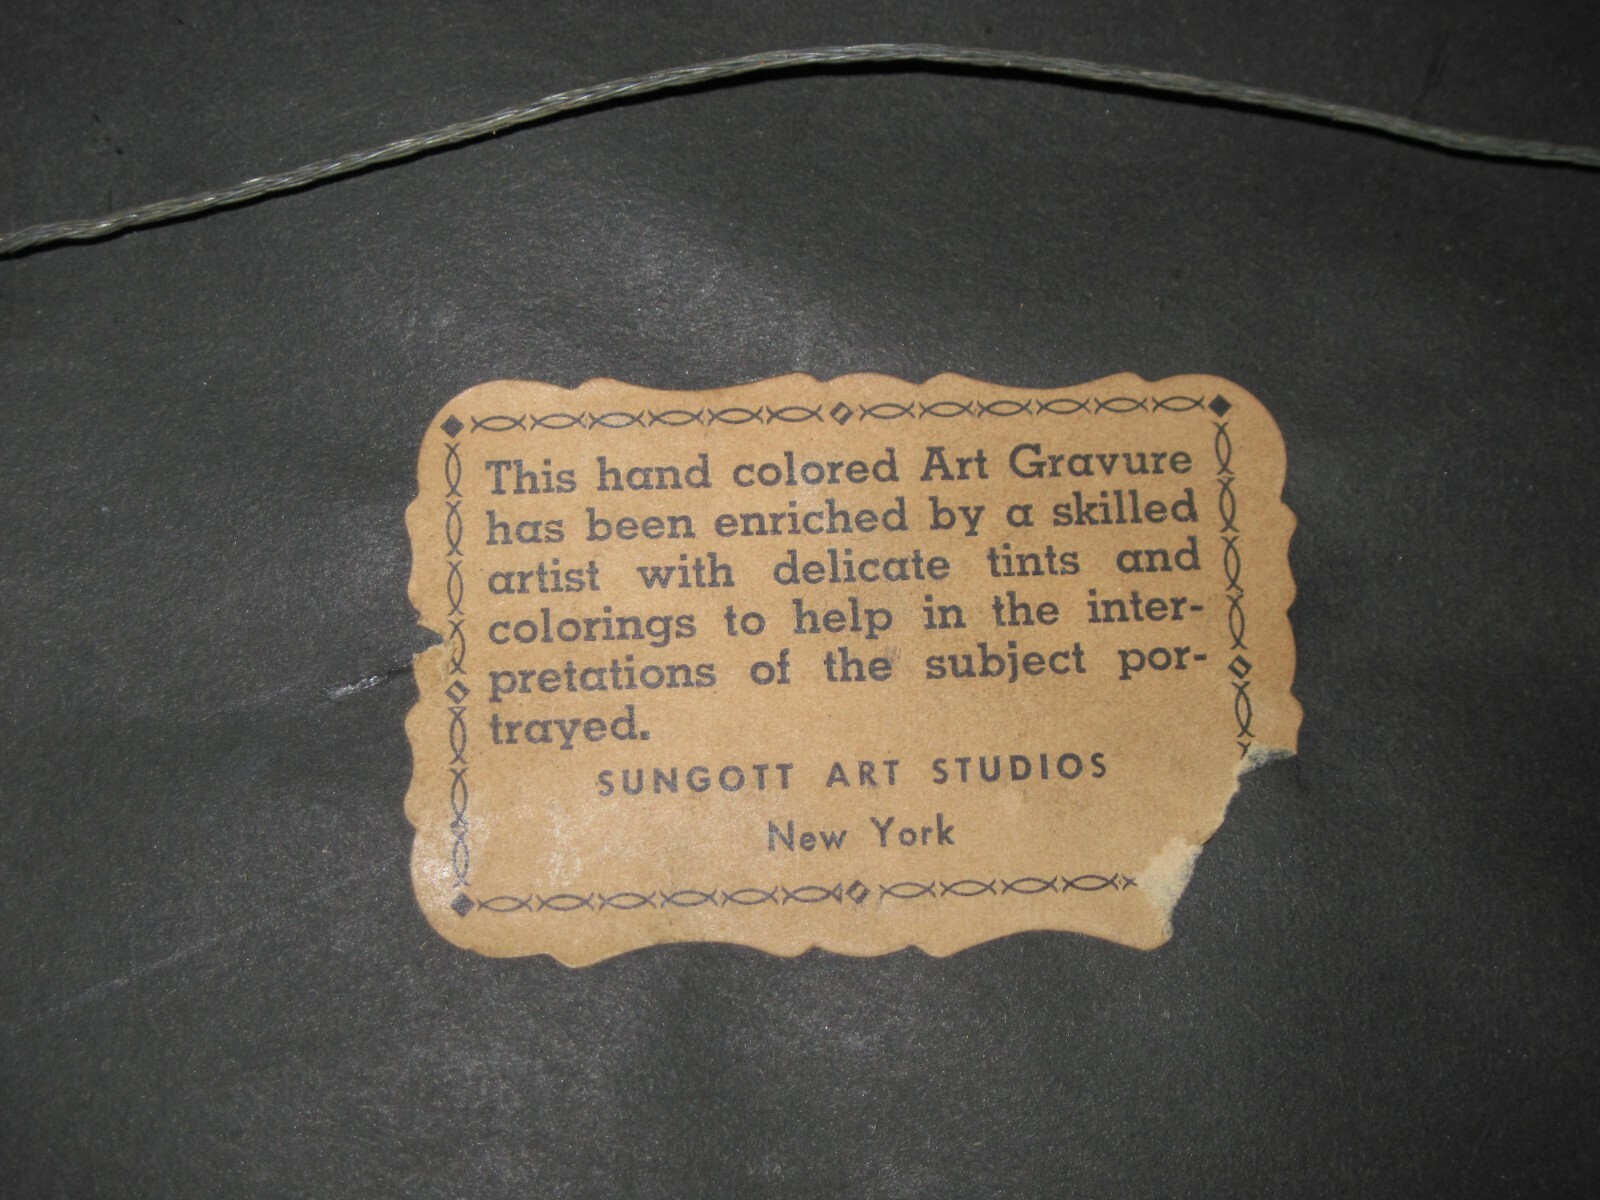 This hand colored Art Gravure
has been enriched by a skilled
artist with delicate tints and
colorings to help in the inter-
pretations of the subject por-
trayed.
SUNGOTT ART STUDIOS
New York